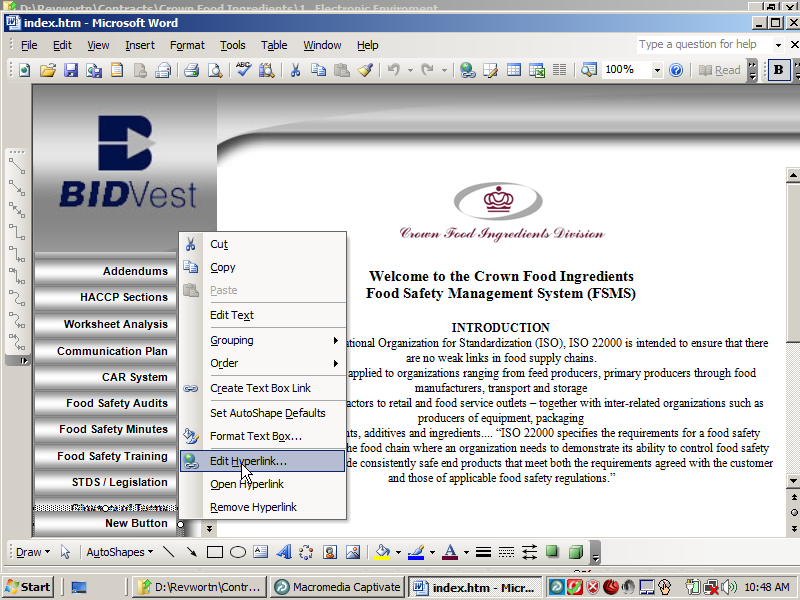 D:\Revwortn\Contracts\Crown Food Ingredients\1. Electronic Enviroment
index.htm - Microsoft Word
File Edit View Insert Format Tools Table Window Help
Type a question for help
ABC
100%
Read
B
BIDVest
Crown Food Ingredients Division
Addendums
HACCP Sections
Worksheet Analysis
Communication Plan
CAR System
Food Safety Audits
Food Safety Minutes
Food Safety Training
STDS / Legislation
New Button
Cut
Copy
Paste
Edit Text
Grouping
Order
Create Text Box Link
Set AutoShape Defaults
Format Text Box...
Edit Hyperlink...
Open Hyperlink
Remove Hyperlink
Welcome to the Crown Food Ingredients
Food Safety Management System (FSMS)
INTRODUCTION
ational Organization for Standardization (ISO), ISO 22000 is intended to ensure that there
are no weak links in food supply chains.
applied to organizations ranging from feed producers, primary producers through food
manufacturers, transport and storage
actors to retail and food service outlets – together with inter-related organizations such as
producers of equipment, packaging
nts, additives and ingredients.... “ISO 22000 specifies the requirements for a food safety
the food chain where an organization needs to demonstrate its ability to control food safety
de consistently safe end products that meet both the requirements agreed with the customer
and those of applicable food safety regulations.”
Draw AutoShapes
Start
D:\Revwortn\Contr...
Macromedia Captivate
index.htm - Micr...
10:48 AM